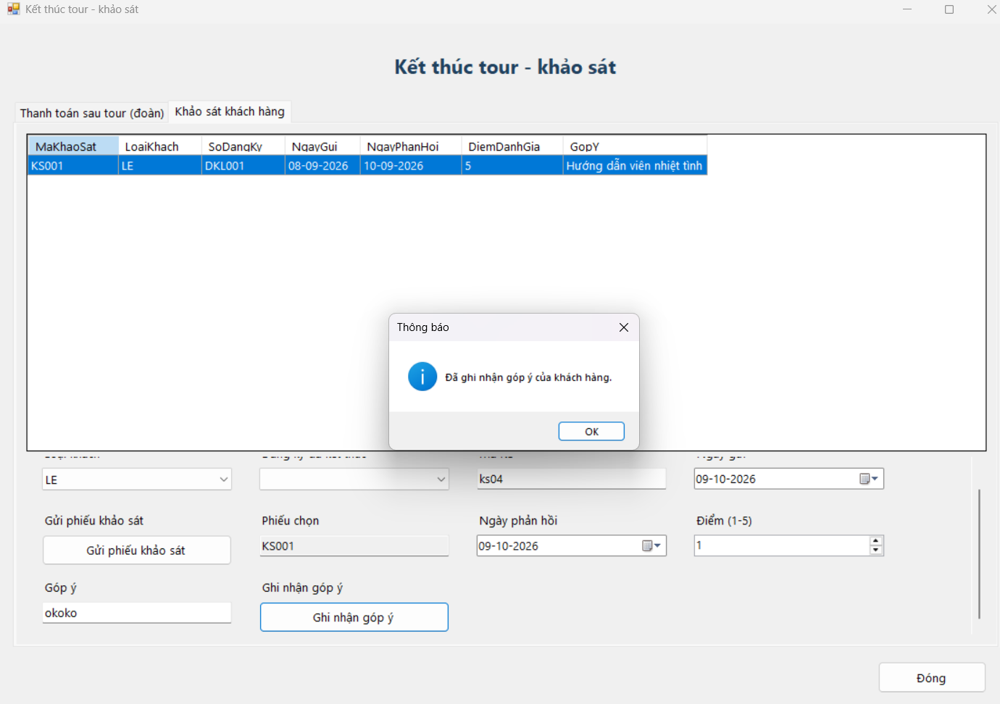 Kết thúc tour - khảo sát
Kết thúc tour - khảo sát
Thanh toán sau tour (đoàn) Khảo sát khách hàng
MaKhaoSat LoaiKhach SoDangKy NgayGui NgayPhanHoi DiemDanhGia GopY
KS001 LE DKL001 08-09-2026 10-09-2026 5 Hướng dẫn viên nhiệt tình
Thông báo
Đã ghi nhận góp ý của khách hàng.
OK
LE ks04 09-10-2026
Gửi phiếu khảo sát Phiếu chọn Ngày phản hồi Điểm (1-5)
Gửi phiếu khảo sát KS001 09-10-2026 1
Góp ý Ghi nhận góp ý
okoko Ghi nhận góp ý
Đóng